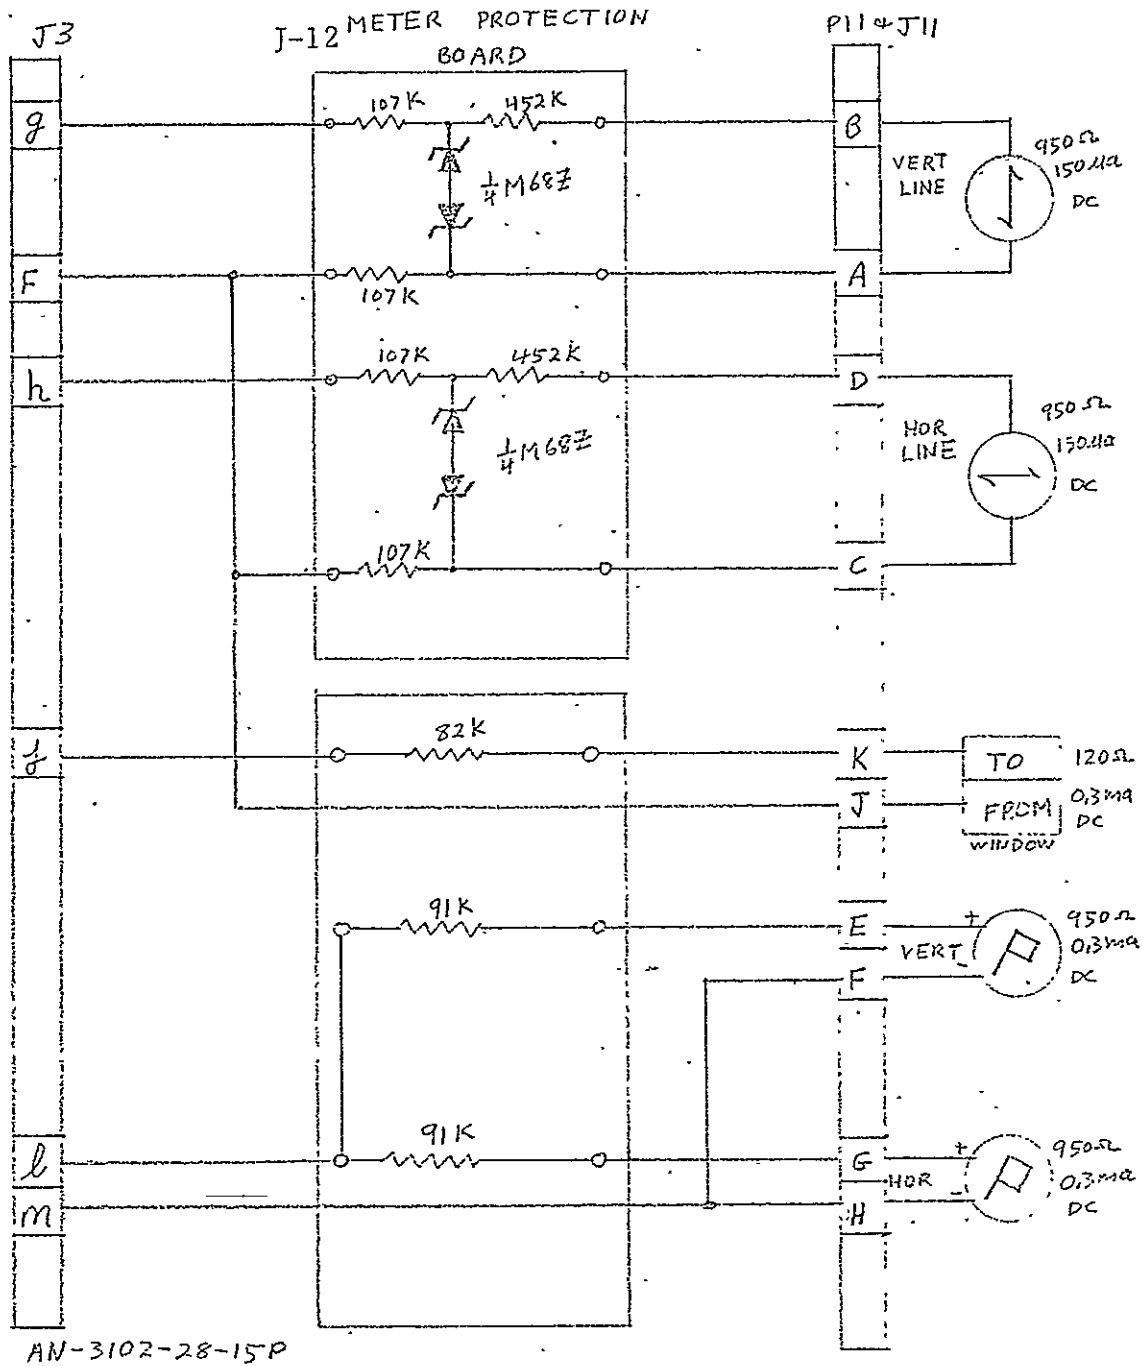 J3
J-12 METER PROTECTION
BOARD
P11 & J11
g
107K
452K
B
950Ω
150μa
DC
VERT
LINE
1/4M68Z
F
107K
A
h
107K
452K
D
950Ω
150μa
DC
HOR
LINE
1/4M68Z
107K
C
82K
K
TO
120Ω
J
FROM
0.3ma
DC
WINDOW
91K
E
+
950Ω
0.3ma
DC
VERT
-
F
91K
l
G
+
950Ω
0.3ma
DC
HOR
-
m
H
AN-3102-28-15P